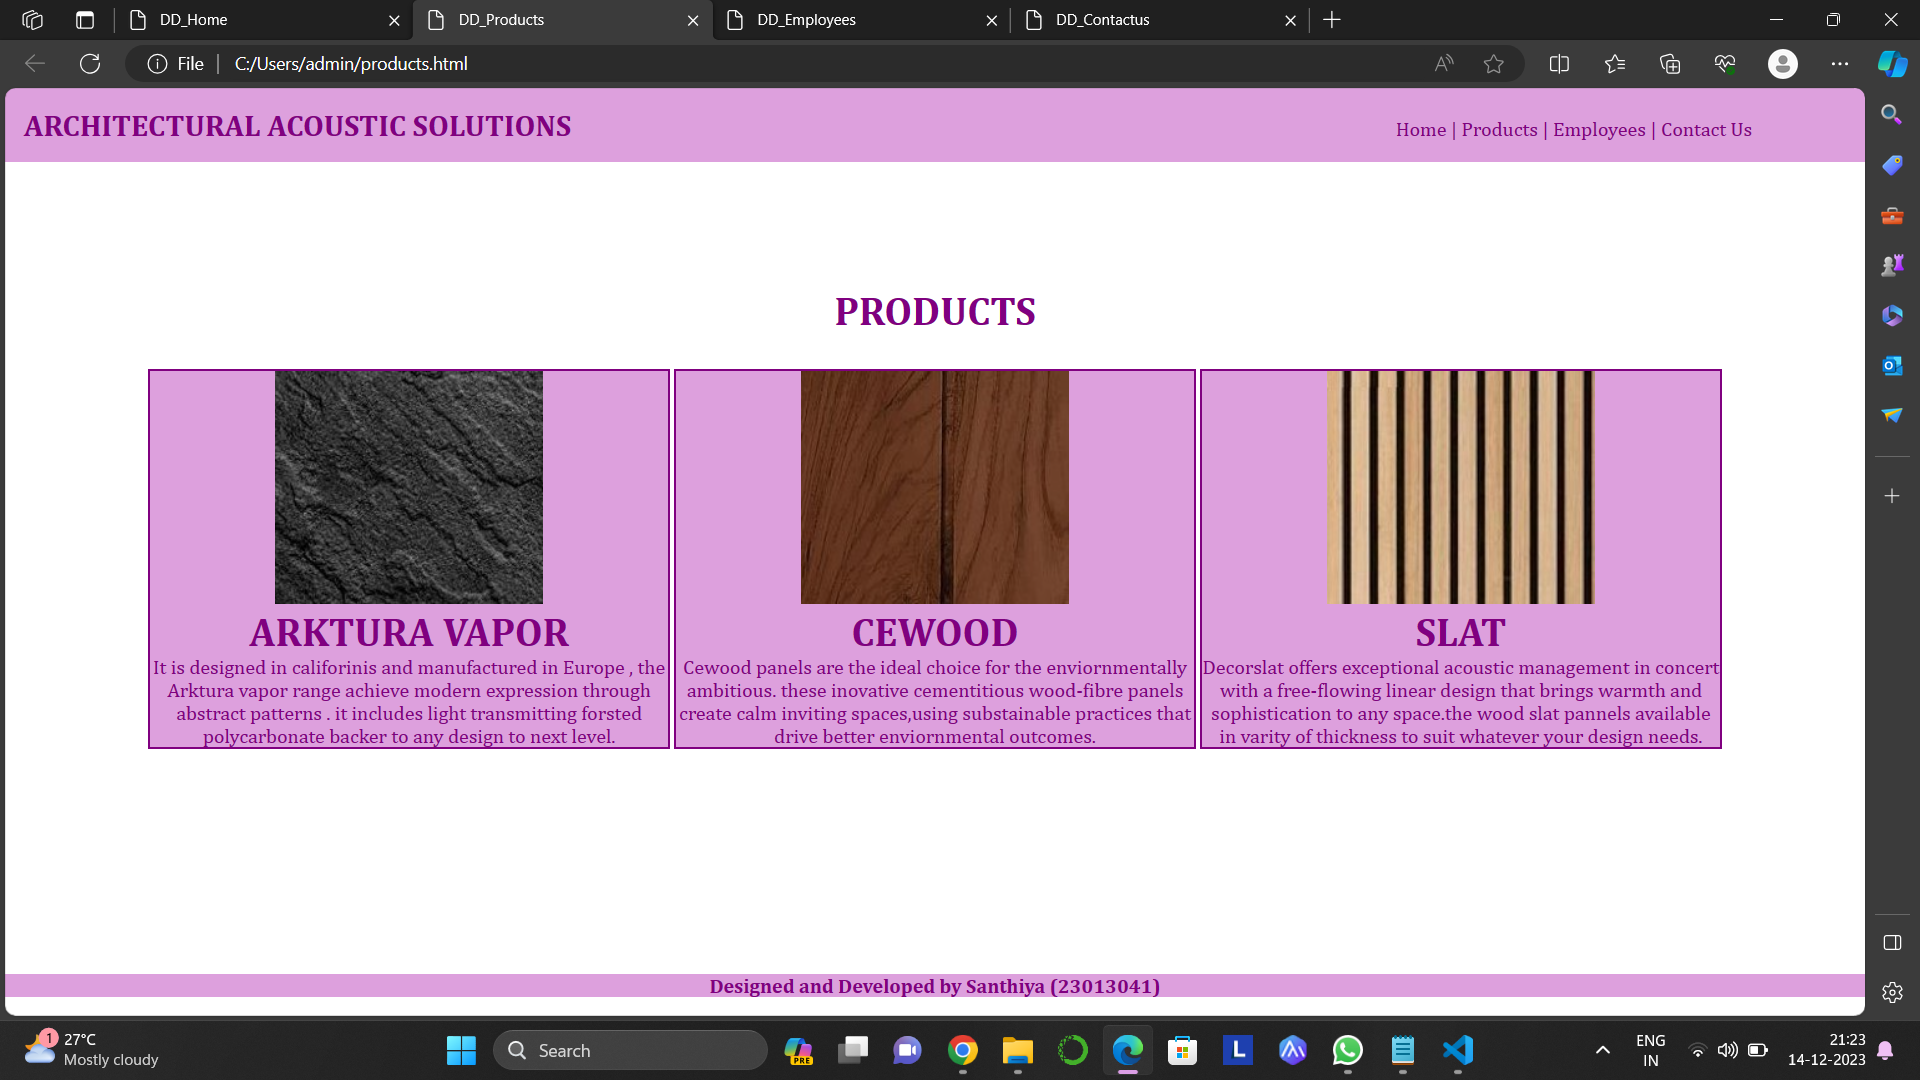 DD_Home
DD_Products
DD_Employees
DD_Contactus
File
C:/Users/admin/products.html
ARCHITECTURAL ACOUSTIC SOLUTIONS
Home | Products | Employees | Contact Us
PRODUCTS
ARKTURA VAPOR
It is designed in califorinis and manufactured in Europe , the
Arktura vapor range achieve modern expression through
abstract patterns . it includes light transmitting forsted
polycarbonate backer to any design to next level.
CEWOOD
Cewood panels are the ideal choice for the enviornmentally
ambitious. these inovative cementitious wood-fibre panels
create calm inviting spaces,using substainable practices that
drive better enviornmental outcomes.
SLAT
Decorslat offers exceptional acoustic management in concert
with a free-flowing linear design that brings warmth and
sophistication to any space.the wood slat pannels available
in varity of thickness to suit whatever your design needs.
Designed and Developed by Santhiya (23013041)
1
27°C
Mostly cloudy
Search
PRE
L
ENG
IN
21:23
14-12-2023